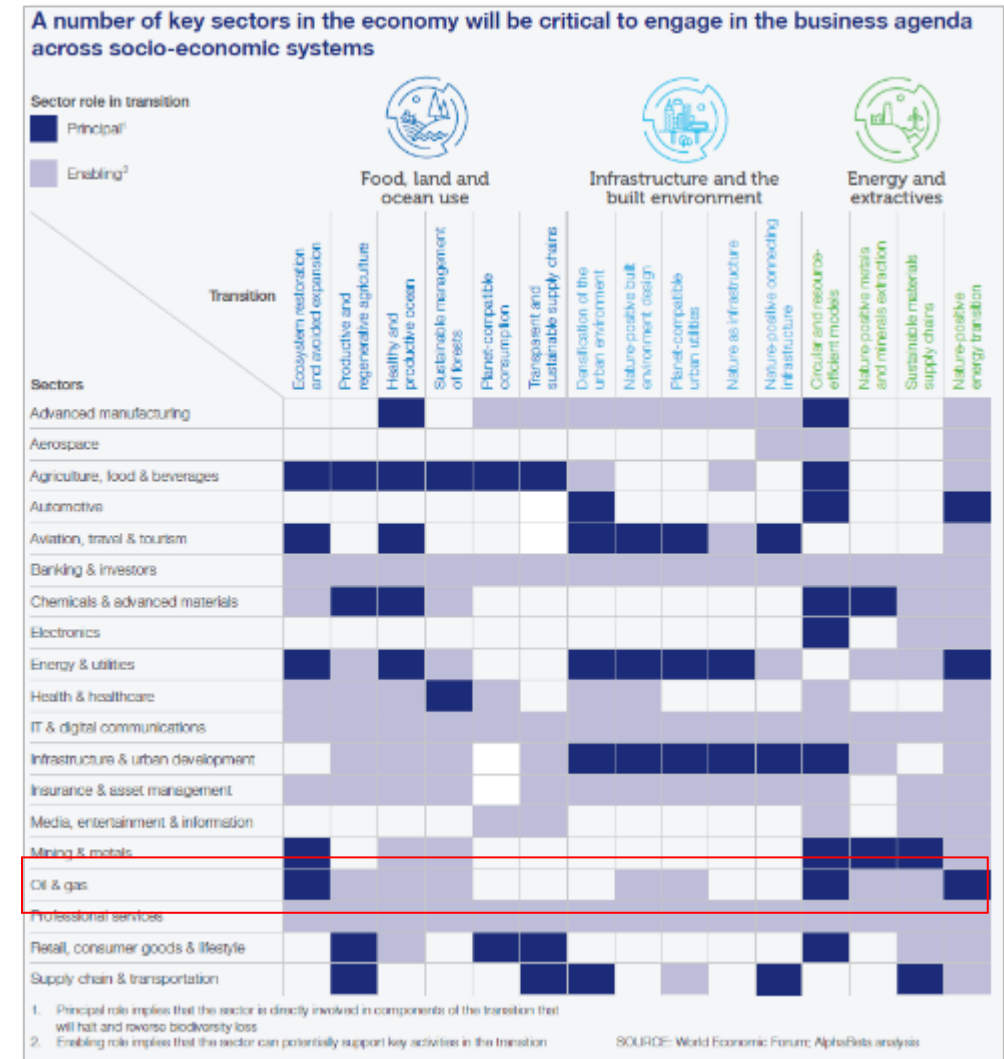 A number of key sectors in the economy will be critical to engage in the business agenda
across socio-economic systems
Sector role in transition
Principal¹
Enabling²
Food, land and
ocean use
Infrastructure and the
built environment
Energy and
extractives
Transition
Sectors
Ecosystem restoration
and avoided expansion
Productive and
regenerative agriculture
Healthy and
productive ocean
Sustainable management
of forests
Planet-compatible
consumption
Transparent and
sustainable supply chains
Densification of the
urban environment
Nature-positive built
environment design
Planet-compatible
urban utilities
Nature as infrastructure
Nature-positive connecting
infrastructure
Circular and resource-
efficient models
Nature-positive metals
and minerals extraction
Sustainable materials
supply chains
Nature-positive
energy transition
Advanced manufacturing
Aerospace
Agriculture, food & beverages
Automotive
Aviation, travel & tourism
Banking & investors
Chemicals & advanced materials
Electronics
Energy & utilities
Health & healthcare
IT & digital communications
Infrastructure & urban development
Insurance & asset management
Media, entertainment & information
Mining & metals
Oil & gas
Professional services
Retail, consumer goods & lifestyle
Supply chain & transportation
1. Principal role implies that the sector is directly involved in components of the transition that
will halt and reverse biodiversity loss
2. Enabling role implies that the sector can potentially support key activities in the transition
SOURCE: World Economic Forum; AlphaBeta analysis